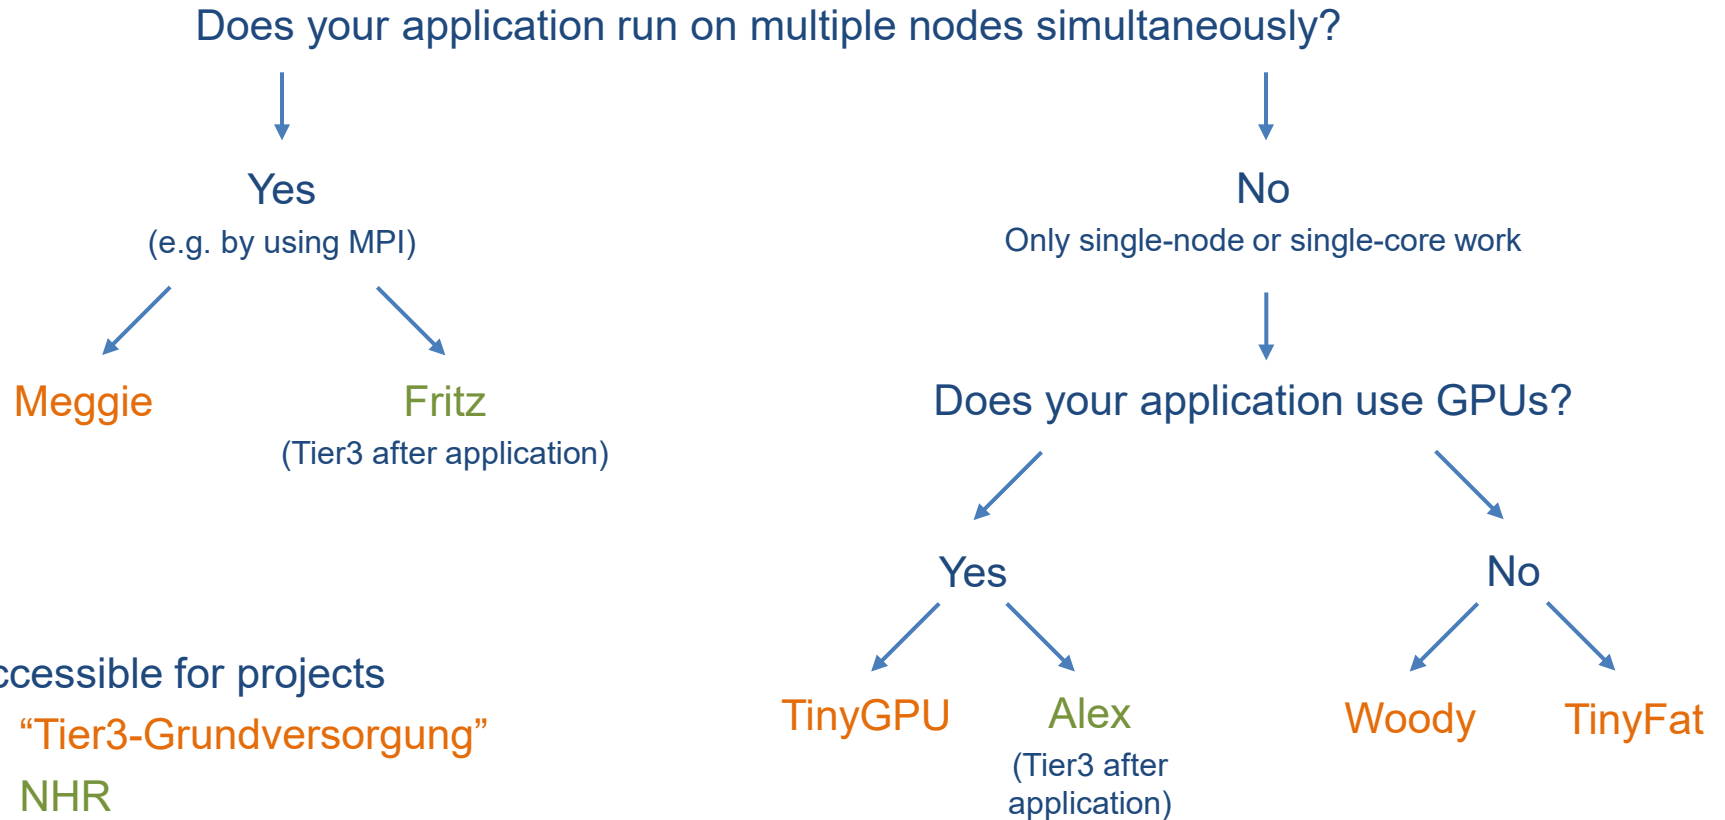 Does your application run on multiple nodes simultaneously?
Yes
(e.g. by using MPI)
No
Only single-node or single-core work
Meggie
Fritz
(Tier3 after application)
Does your application use GPUs?
Yes
No
TinyGPU
Alex
(Tier3 after
application)
Woody
TinyFat
ccessible for projects
“Tier3-Grundversorgung”
NHR